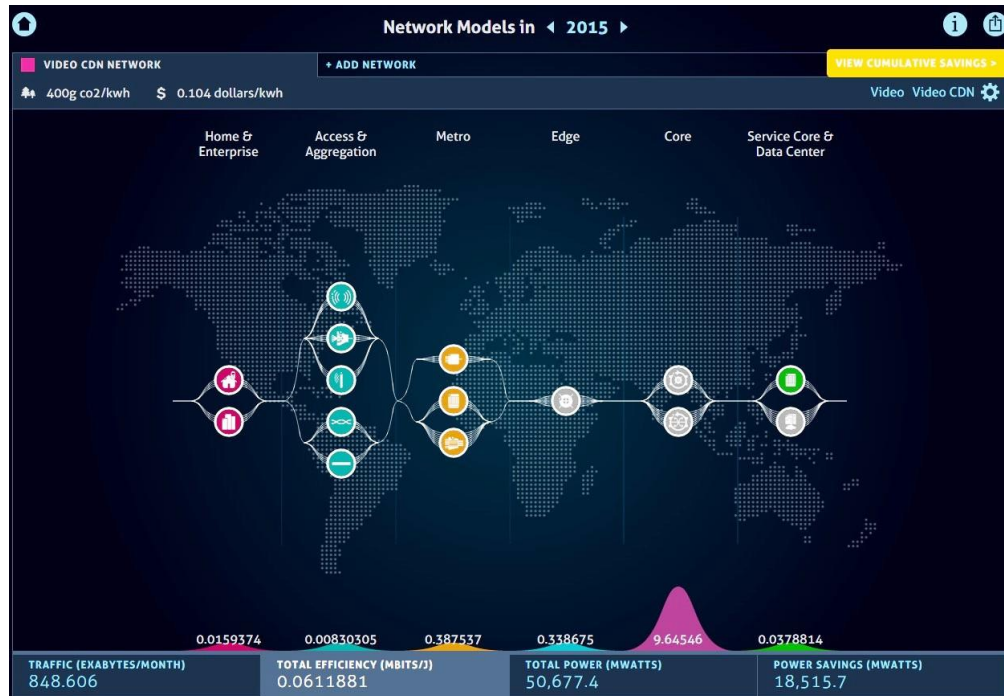 Network Models in 2015
VIDEO CDN NETWORK
+ ADD NETWORK
VIEW CUMULATIVE SAVINGS >
400g co2/kwh
$ 0.104 dollars/kwh
Video Video CDN
Home &
Enterprise
Access &
Aggregation
Metro
Edge
Core
Service Core &
Data Center
0.0159374
0.00830305
0.387537
0.338675
9.64546
0.0378814
TRAFFIC (EXABYTES/MONTH)
848.606
TOTAL EFFICIENCY (MBITS/J)
0.0611881
TOTAL POWER (MWATTS)
50,677.4
POWER SAVINGS (MWATTS)
18,515.7